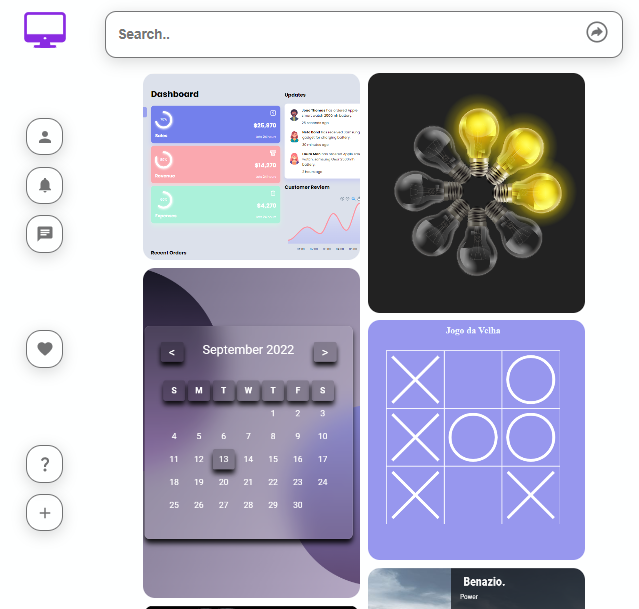 Search..
Dashboard
Updates
$25,970
Sales
$14,270
Revenue
$4,270
Customer Review
Recent Orders
September 2022
< >
S M T W T F S
1 2 3
4 5 6 7 8 9 10
11 12 13 14 15 16 17
18 19 20 21 22 23 24
25 26 27 28 29 30
Jogo da Velha
Benazio.
Power
?
+